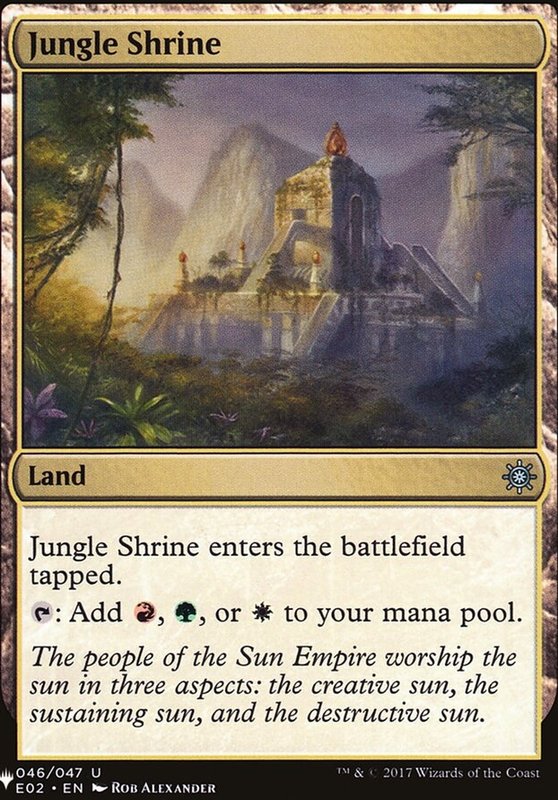 Jungle Shrine
Land
Jungle Shrine enters the battlefield
tapped.
: Add , , or to your mana pool.
The people of the Sun Empire worship the
sun in three aspects: the creative sun, the
sustaining sun, and the destructive sun.
046/047 U
E02 • EN Rob Alexander
™ & © 2017 Wizards of the Coast